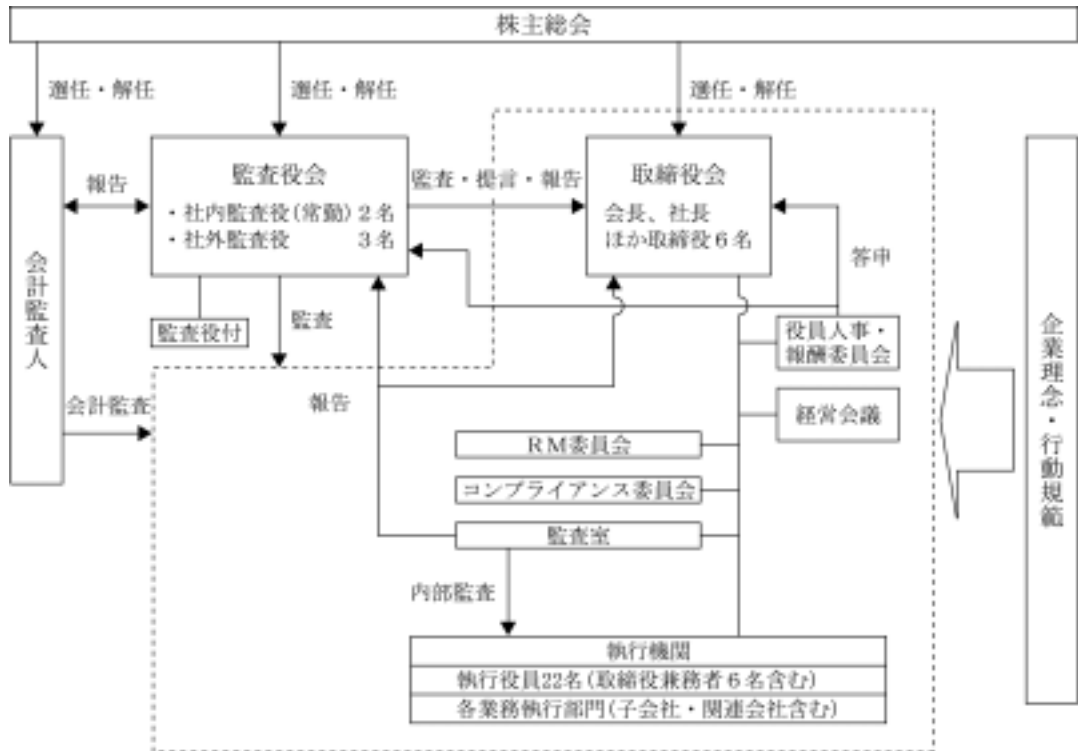 株主総会
選任・解任
選任・解任
選任・解任
会計監査人
報告
監査役会
・社内監査役(常勤)2名
・社外監査役 3名
監査・提言・報告
取締役会
会長、社長
ほか取締役6名
答申
監査役付
監査
役員人事・
報酬委員会
企業理念・行動規範
会計監査
報告
経営会議
RM委員会
コンプライアンス委員会
監査室
内部監査
執行機関
執行役員22名(取締役兼務者6名含む)
各業務執行部門(子会社・関連会社含む)